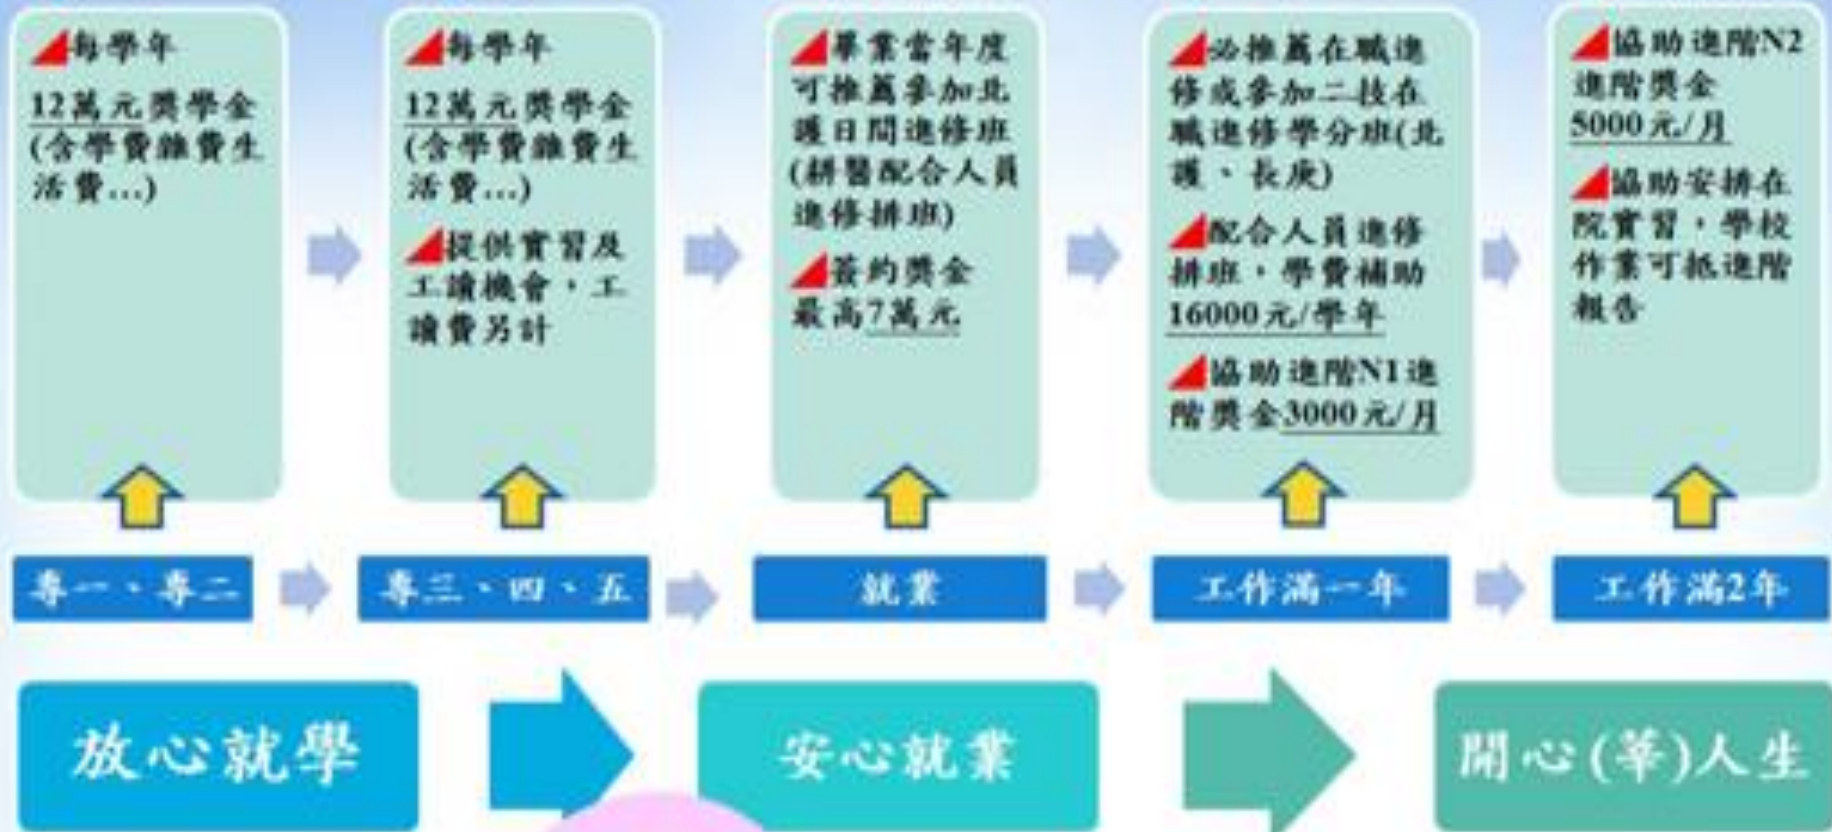 每學年
12萬元獎學金
(含學費雜費生
活費...)
每學年
12萬元獎學金
(含學費雜費生
活費...)
提供實習及
工讀機會，工
讀費另計
畢業當年度
可推薦參加北
護日間進修班
(耕醫配合人員
進修排班)
簽約獎金
最高7萬元
必推薦在職進
修或參加二技在
職進修學分班(北
護、長庚)
配合人員進修
排班，學費補助
16000元/學年
協助進階N1進
階獎金3000元/月
協助進階N2
進階獎金
5000元/月
協助安排在
院實習，學校
作業可抵進階
報告
專一、專二
專三、四、五
就業
工作滿一年
工作滿2年
放心就學
安心就業
開心(莘)人生